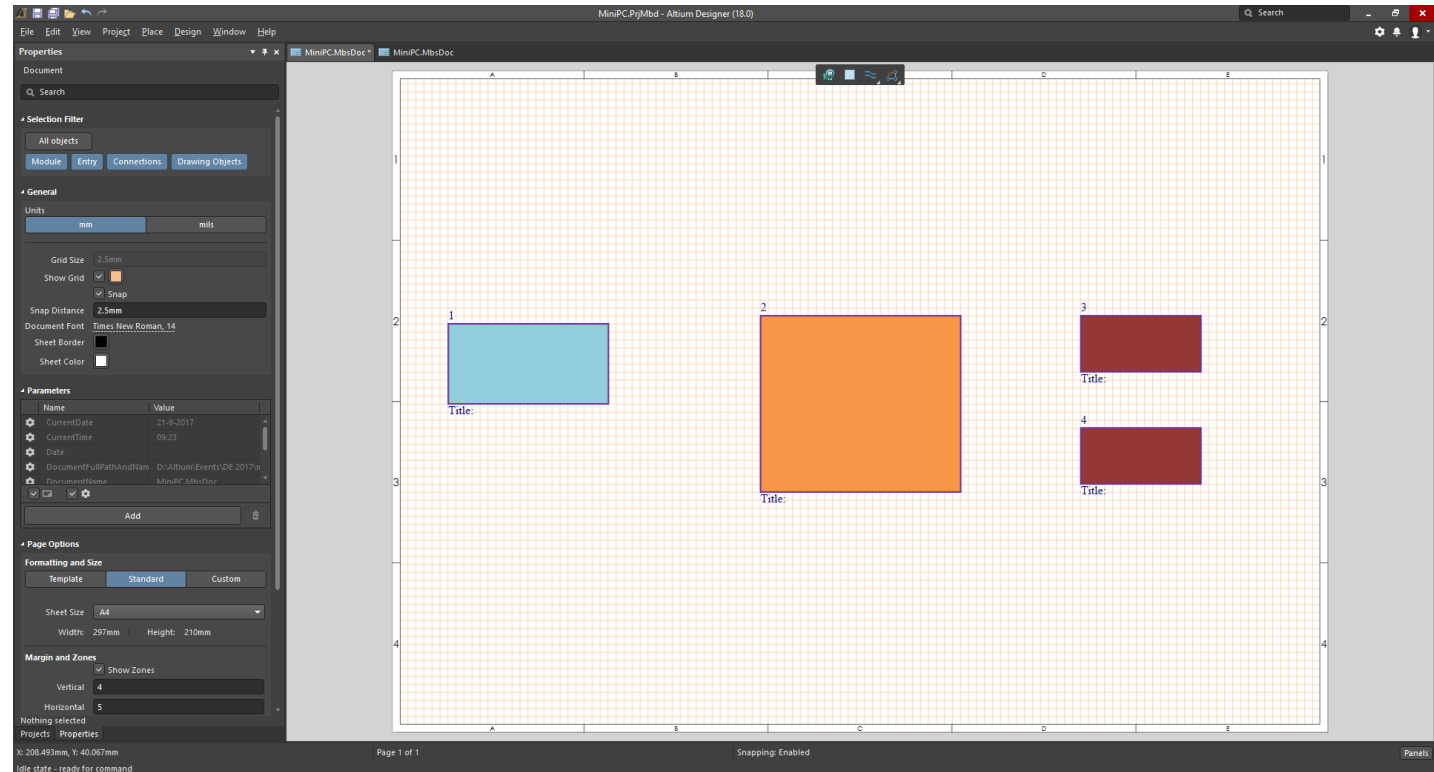 MiniPC.PrjMbd - Altium Designer (18.0)
Search
File Edit View Project Place Design Window Help
Properties
MiniPC.MbsDoc *
MiniPC.MbsDoc
Document
Search
Selection Filter
All objects
Module Entry Connections Drawing Objects
General
Units
mm mils
Grid Size 2.5mm
Show Grid
Snap
Snap Distance 2.5mm
Document Font Times New Roman, 14
Sheet Border
Sheet Color
Parameters
Name Value
CurrentDate 21-9-2017
CurrentTime 09:23
Date
DocumentFullPathAndNam D:\Altium\Events\DE 2017\n
DocumentName MiniPC.MbsDoc
Add
Page Options
Formatting and Size
Template Standard Custom
Sheet Size A4
Width: 297mm Height: 210mm
Margin and Zones
Show Zones
Vertical 4
Horizontal 5
Nothing selected
Projects Properties
A B D E
1 1
2 2
3 3
4 4
A B C D E
1
Title:
2
Title:
3
Title:
4
Title:
X: 208.493mm, Y: 40.067mm
Page 1 of 1
Snapping: Enabled
Panels
Idle state - ready for command